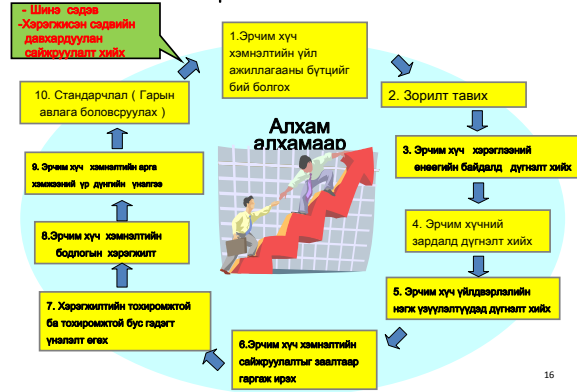 - Шинэ сэдэв
-Хэрэгжисэн сэдвийн
давхардуулан
сайжруулалт хийх
1.Эрчим хүч
хэмнэлтийн үйл
ажиллагааны бүтцийг
бий болгох
2. Зорилт тавих
3. Эрчим хүч хэрэглээний
өнөөгийн байдалд дүгнэлт хийх
4. Эрчим хүчний
зардалд дүгнэлт хийх
5. Эрчим хүч үйлдвэрлэлийн
нэгж үзүүлэлтүүдэд дүгнэлт хийх
6.Эрчим хүч хэмнэлтийн
сайжруулалтыг заалтаар
гаргаж ирэх
7. Хэрэгжилтийн тохиромжтой
ба тохиромжтой бус гэдэгт
үнэлэлт өгөх
8.Эрчим хүч хэмнэлтийн
бодлогын хэрэгжилт
9. Эрчим хүч хэмнэлтийн арга
хэмжээний үр дүнгийн үнэлгээ
10. Стандарчлал ( Гарын
авлага боловсруулах )
Алхам
алхамаар
16